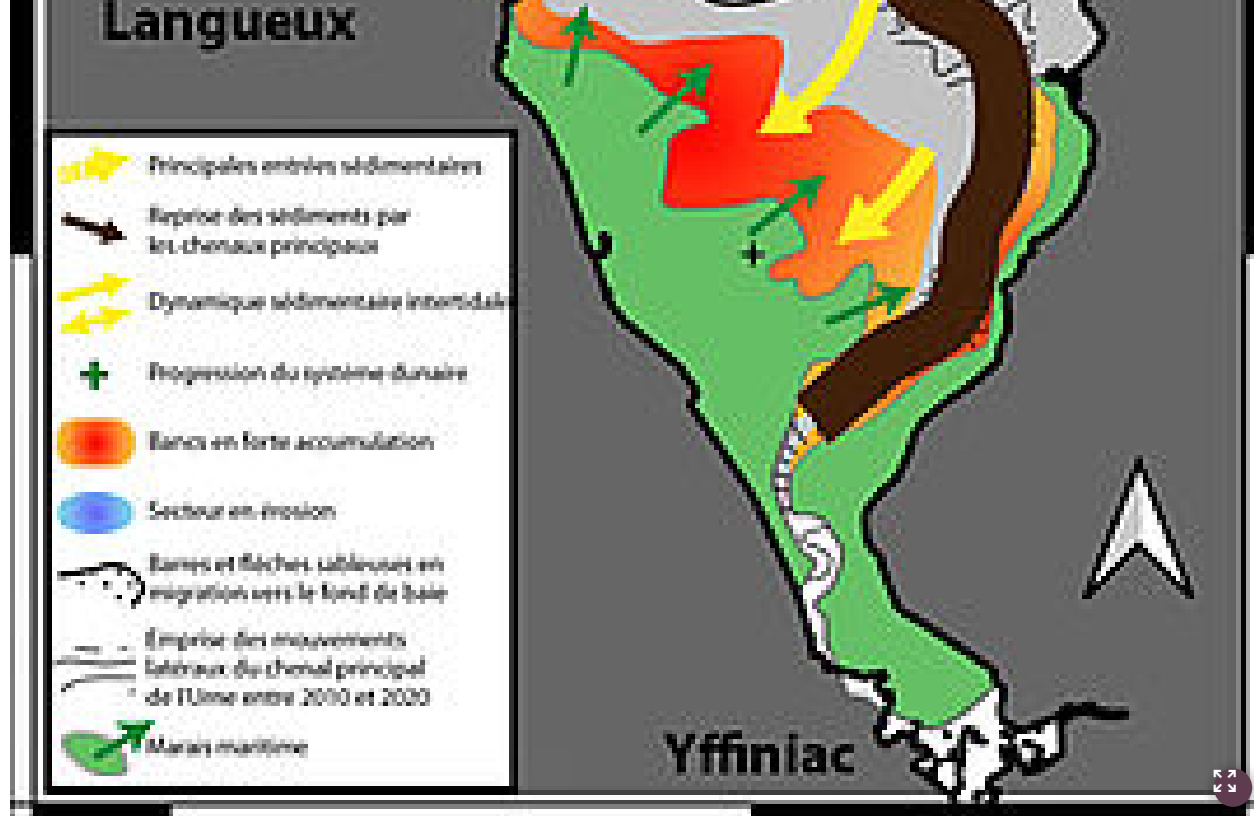 Langueux
Principales entrées sédimentaires
Reprise des sédiments par
les chenaux principaux
Dynamique sédimentaire intertidale
Progression du système dunaire
Bancs en forte accumulation
Secteur en érosion
Barres et flèches sableuses en
migration vers le fond de baie
Emprise des mouvements
latéraux du chenal principal
de l'Urne entre 2010 et 2020
Marais maritime
Yffiniac